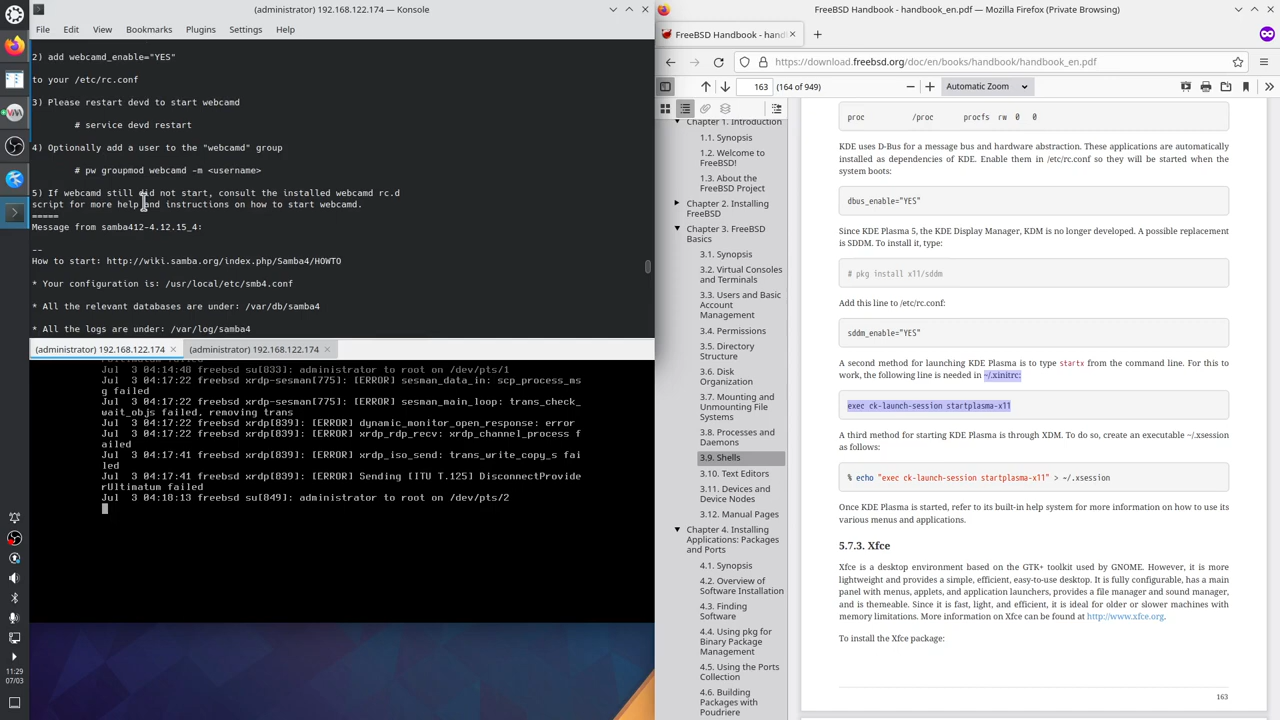 (administrator) 192.168.122.174 — Konsole
File Edit View Bookmarks Plugins Settings Help
2) add webcamd_enable="YES"
to your /etc/rc.conf
3) Please restart devd to start webcamd
# service devd restart
4) Optionally add a user to the "webcamd" group
# pw groupmod webcamd -m <username>
5) If webcamd still did not start, consult the installed webcamd rc.d
script for more help and instructions on how to start webcamd.
=====
Message from samba412-4.12.15_4:
--
How to start: http://wiki.samba.org/index.php/Samba4/HOWTO
* Your configuration is: /usr/local/etc/smb4.conf
* All the relevant databases are under: /var/db/samba4
* All the logs are under: /var/log/samba4
(administrator) 192.168.122.174 (administrator) 192.168.122.174
Jul 3 04:14:48 freebsd su[833]: administrator to root on /dev/pts/1
Jul 3 04:17:22 freebsd xrdp-sesman[775]: [ERROR] sesman_data_in: scp_process_ms
g failed
Jul 3 04:17:22 freebsd xrdp-sesman[775]: [ERROR] sesman_main_loop: trans_check_
wait_objs failed, removing trans
Jul 3 04:17:22 freebsd xrdp[839]: [ERROR] dynamic_monitor_open_response: error
Jul 3 04:17:22 freebsd xrdp[839]: [ERROR] xrdp_rdp_recv: xrdp_channel_process f
ailed
Jul 3 04:17:41 freebsd xrdp[839]: [ERROR] xrdp_iso_send: trans_write_copy_s fai
led
Jul 3 04:17:41 freebsd xrdp[839]: [ERROR] Sending [ITU T.125] DisconnectProvide
rUltimatum failed
Jul 3 04:18:13 freebsd su[849]: administrator to root on /dev/pts/2
11:29
07/03
FreeBSD Handbook - handbook_en.pdf — Mozilla Firefox (Private Browsing)
FreeBSD Handbook - handbook_en.pdf
https://download.freebsd.org/doc/en/books/handbook/handbook_en.pdf
163 (164 of 949) Automatic Zoom
Chapter 1. Introduction
1.1. Synopsis
1.2. Welcome to
FreeBSD!
1.3. About the
FreeBSD Project
Chapter 2. Installing
FreeBSD
Chapter 3. FreeBSD
Basics
3.1. Synopsis
3.2. Virtual Consoles
and Terminals
3.3. Users and Basic
Account
Management
3.4. Permissions
3.5. Directory
Structure
3.6. Disk
Organization
3.7. Mounting and
Unmounting File
Systems
3.8. Processes and
Daemons
3.9. Shells
3.10. Text Editors
3.11. Devices and
Device Nodes
3.12. Manual Pages
Chapter 4. Installing
Applications: Packages
and Ports
4.1. Synopsis
4.2. Overview of
Software Installation
4.3. Finding
Software
4.4. Using pkg for
Binary Package
Management
4.5. Using the Ports
Collection
4.6. Building
Packages with
Poudriere
proc /proc procfs rw 0 0
KDE uses D-Bus for a message bus and hardware abstraction. These applications are automatically
installed as dependencies of KDE. Enable them in /etc/rc.conf so they will be started when the
system boots:
dbus_enable="YES"
Since KDE Plasma 5, the KDE Display Manager, KDM is no longer developed. A possible replacement
is SDDM. To install it, type:
# pkg install x11/sddm
Add this line to /etc/rc.conf:
sddm_enable="YES"
A second method for launching KDE Plasma is to type startx from the command line. For this to
work, the following line is needed in ~/.xinitrc:
exec ck-launch-session startplasma-x11
A third method for starting KDE Plasma is through XDM. To do so, create an executable ~/.xsession
as follows:
% echo "exec ck-launch-session startplasma-x11" > ~/.xsession
Once KDE Plasma is started, refer to its built-in help system for more information on how to use its
various menus and applications.
5.7.3. Xfce
Xfce is a desktop environment based on the GTK+ toolkit used by GNOME. However, it is more
lightweight and provides a simple, efficient, easy-to-use desktop. It is fully configurable, has a main
panel with menus, applets, and application launchers, provides a file manager and sound manager,
and is themeable. Since it is fast, light, and efficient, it is ideal for older or slower machines with
memory limitations. More information on Xfce can be found at http://www.xfce.org.
To install the Xfce package:
163